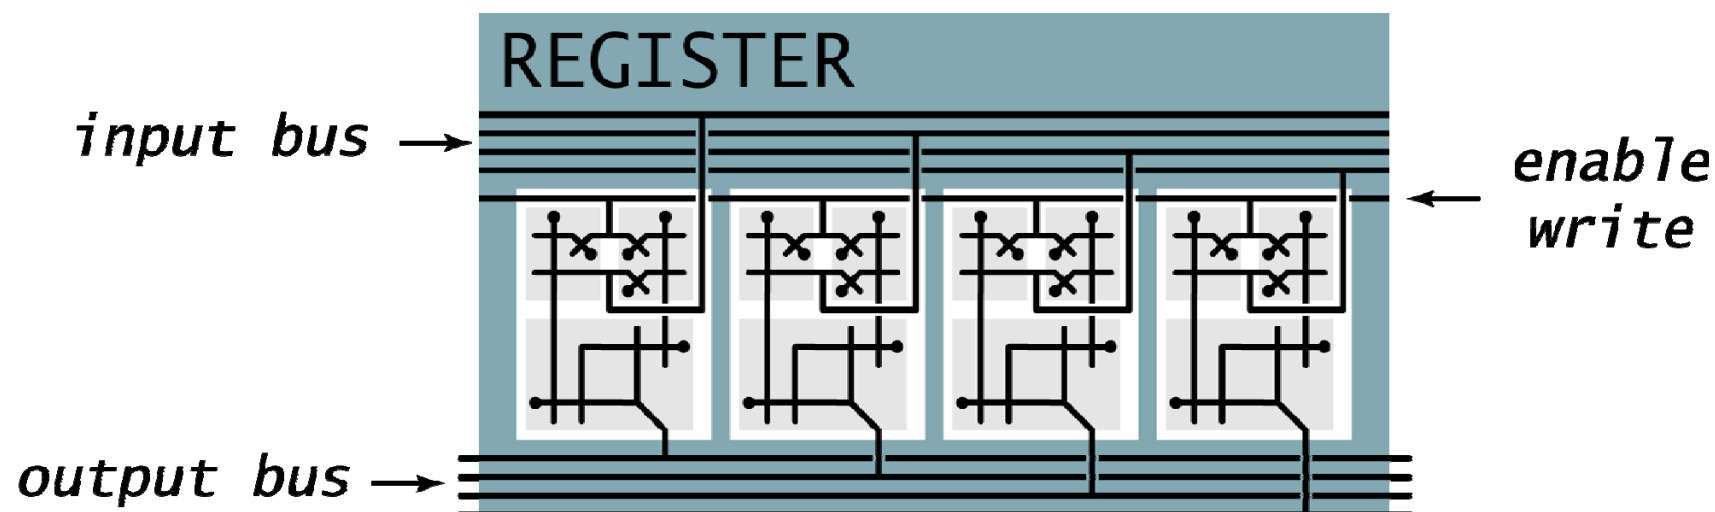 REGISTER
input bus
enable
write
output bus